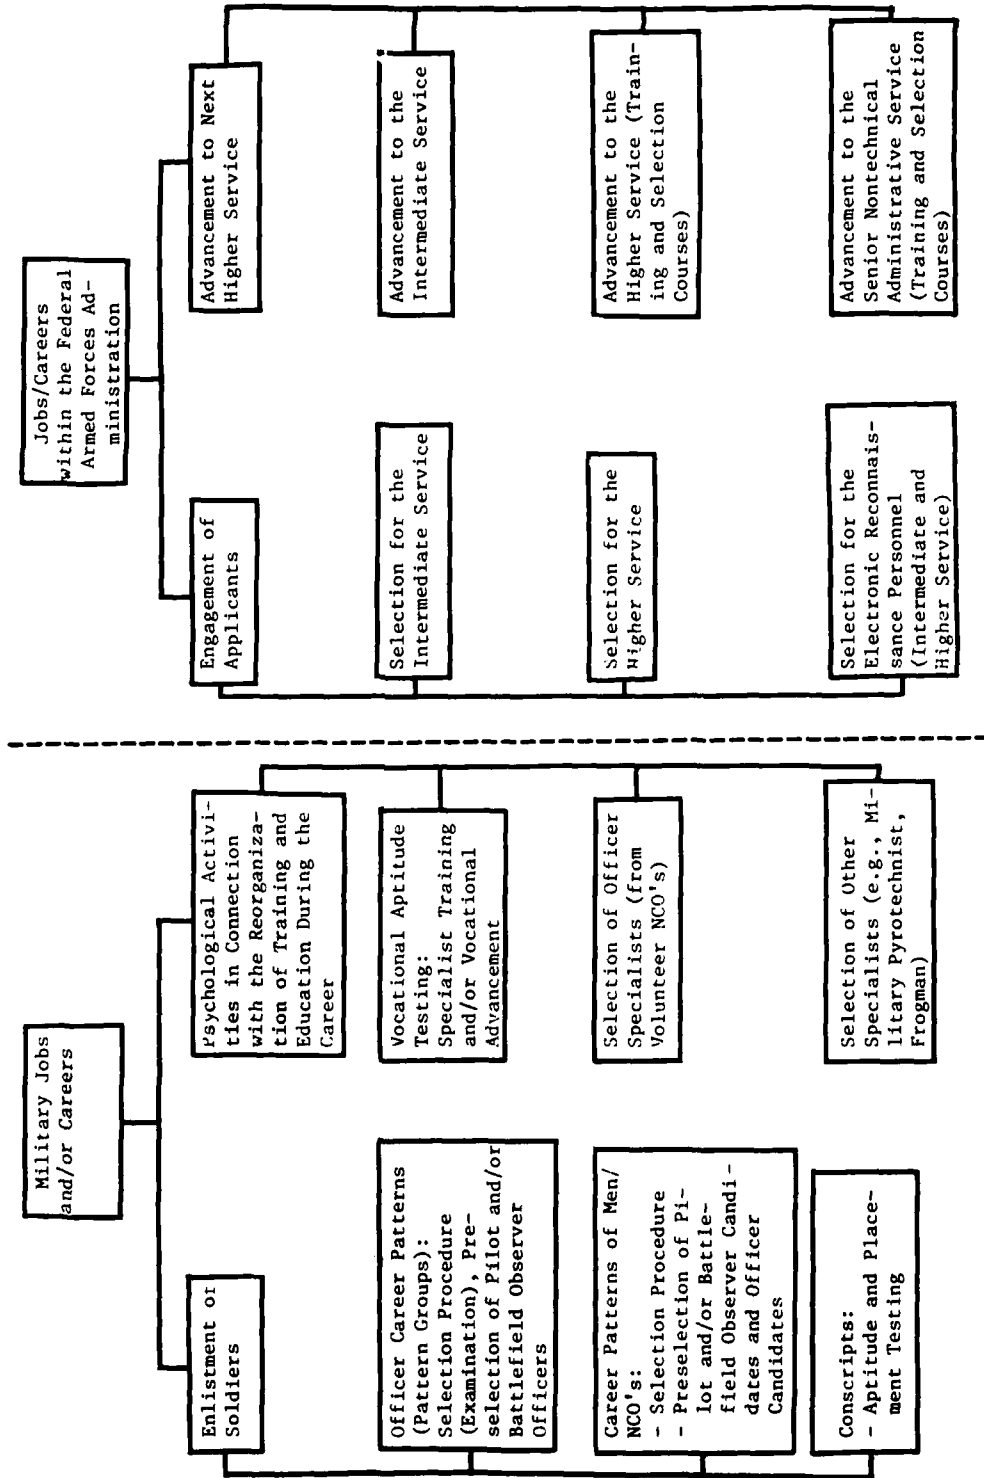 Military Jobs
and/or Careers
Enlistment of
Soldiers
Officer Career Patterns
(Pattern Groups):
Selection Procedure
(Examination), Pre-
selection of Pilot and/or
Battlefield Observer
Officers
Career Patterns of Men/
NCO's:
- Selection Procedure
- Preselection of Pi-
lot and/or Battle-
field Observer Candi-
dates and Officer
Candidates
Conscripts:
- Aptitude and Place-
ment Testing
Psychological Activi-
ties in Connection
with the Reorganiza-
tion of Training and
Education During the
Career
Vocational Aptitude
Testing:
Specialist Training
and/or Vocational
Advancement
Selection of Officer
Specialists (from
Volunteer NCO's)
Selection of Other
Specialists (e.g., Mi-
litary Pyrotechnist,
Frogman)
Jobs/Careers
within the Federal
Armed Forces Ad-
ministration
Engagement of
Applicants
Selection for the
Intermediate Service
Selection for the
Higher Service
Selection for the
Electronic Reconnais-
sance Personnel
(Intermediate and
Higher Service)
Advancement to Next
Higher Service
Advancement to the
Intermediate Service
Advancement to the
Higher Service (Train-
ing and Selection
Courses)
Advancement to the
Senior Nontechnical
Administrative Service
(Training and Selection
Courses)